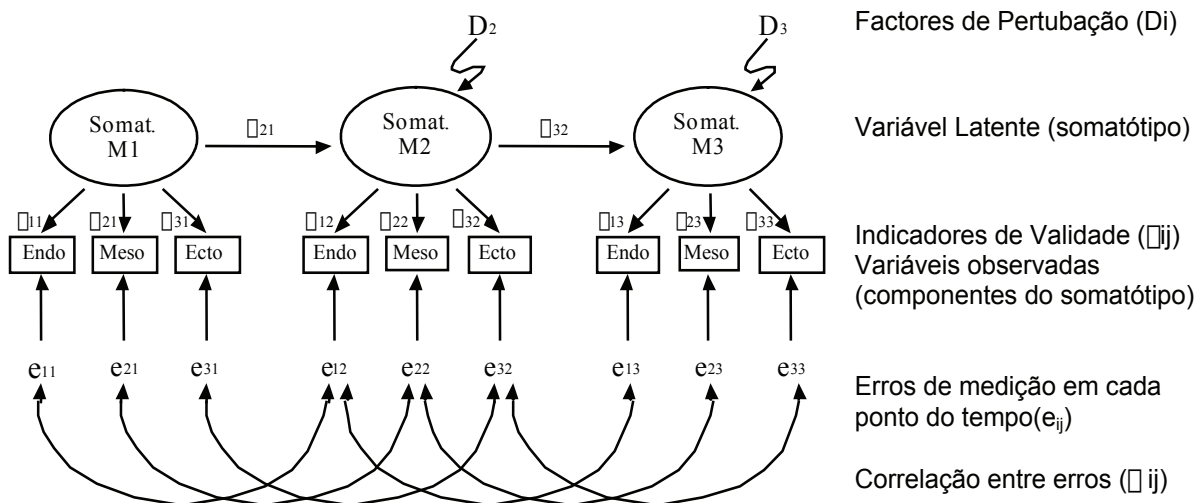 D2
D3
Factores de Pertubação (Di)
Somat.
M1
▯21
Somat.
M2
▯32
Somat.
M3
Variável Latente (somatótipo)
▯11 ▯21 ▯31 ▯12 ▯22 ▯32 ▯13 ▯23 ▯33
Endo Meso Ecto Endo Meso Ecto Endo Meso Ecto
Indicadores de Validade (▯ij)
Variáveis observadas
(componentes do somatótipo)
e11 e21 e31 e12 e22 e32 e13 e23 e33
Erros de medição em cada
ponto do tempo(eij)
Correlação entre erros (▯ ij)